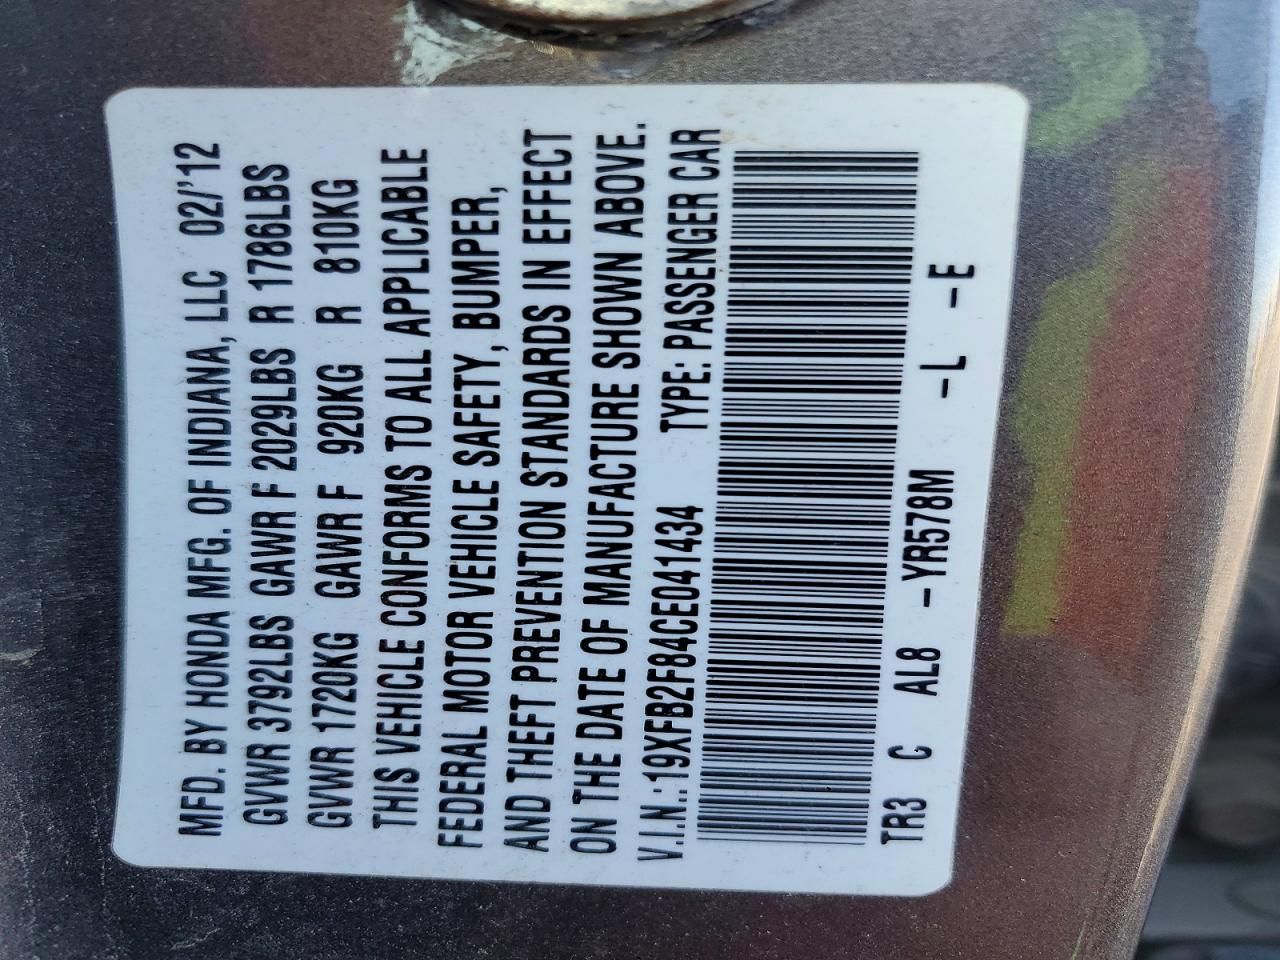 MFD. BY HONDA MFG. OF INDIANA, LLC 02/'12
GVWR 3792LBS GAWR F 2029LBS R 1786LBS
GVWR 1720KG GAWR F 920KG R 810KG
THIS VEHICLE CONFORMS TO ALL APPLICABLE
FEDERAL MOTOR VEHICLE SAFETY, BUMPER,
AND THEFT PREVENTION STANDARDS IN EFFECT
ON THE DATE OF MANUFACTURE SHOWN ABOVE.
V.I.N.:19XFB2F84CE041434 TYPE: PASSENGER CAR
TR3 C AL8 -YR578M -L -E